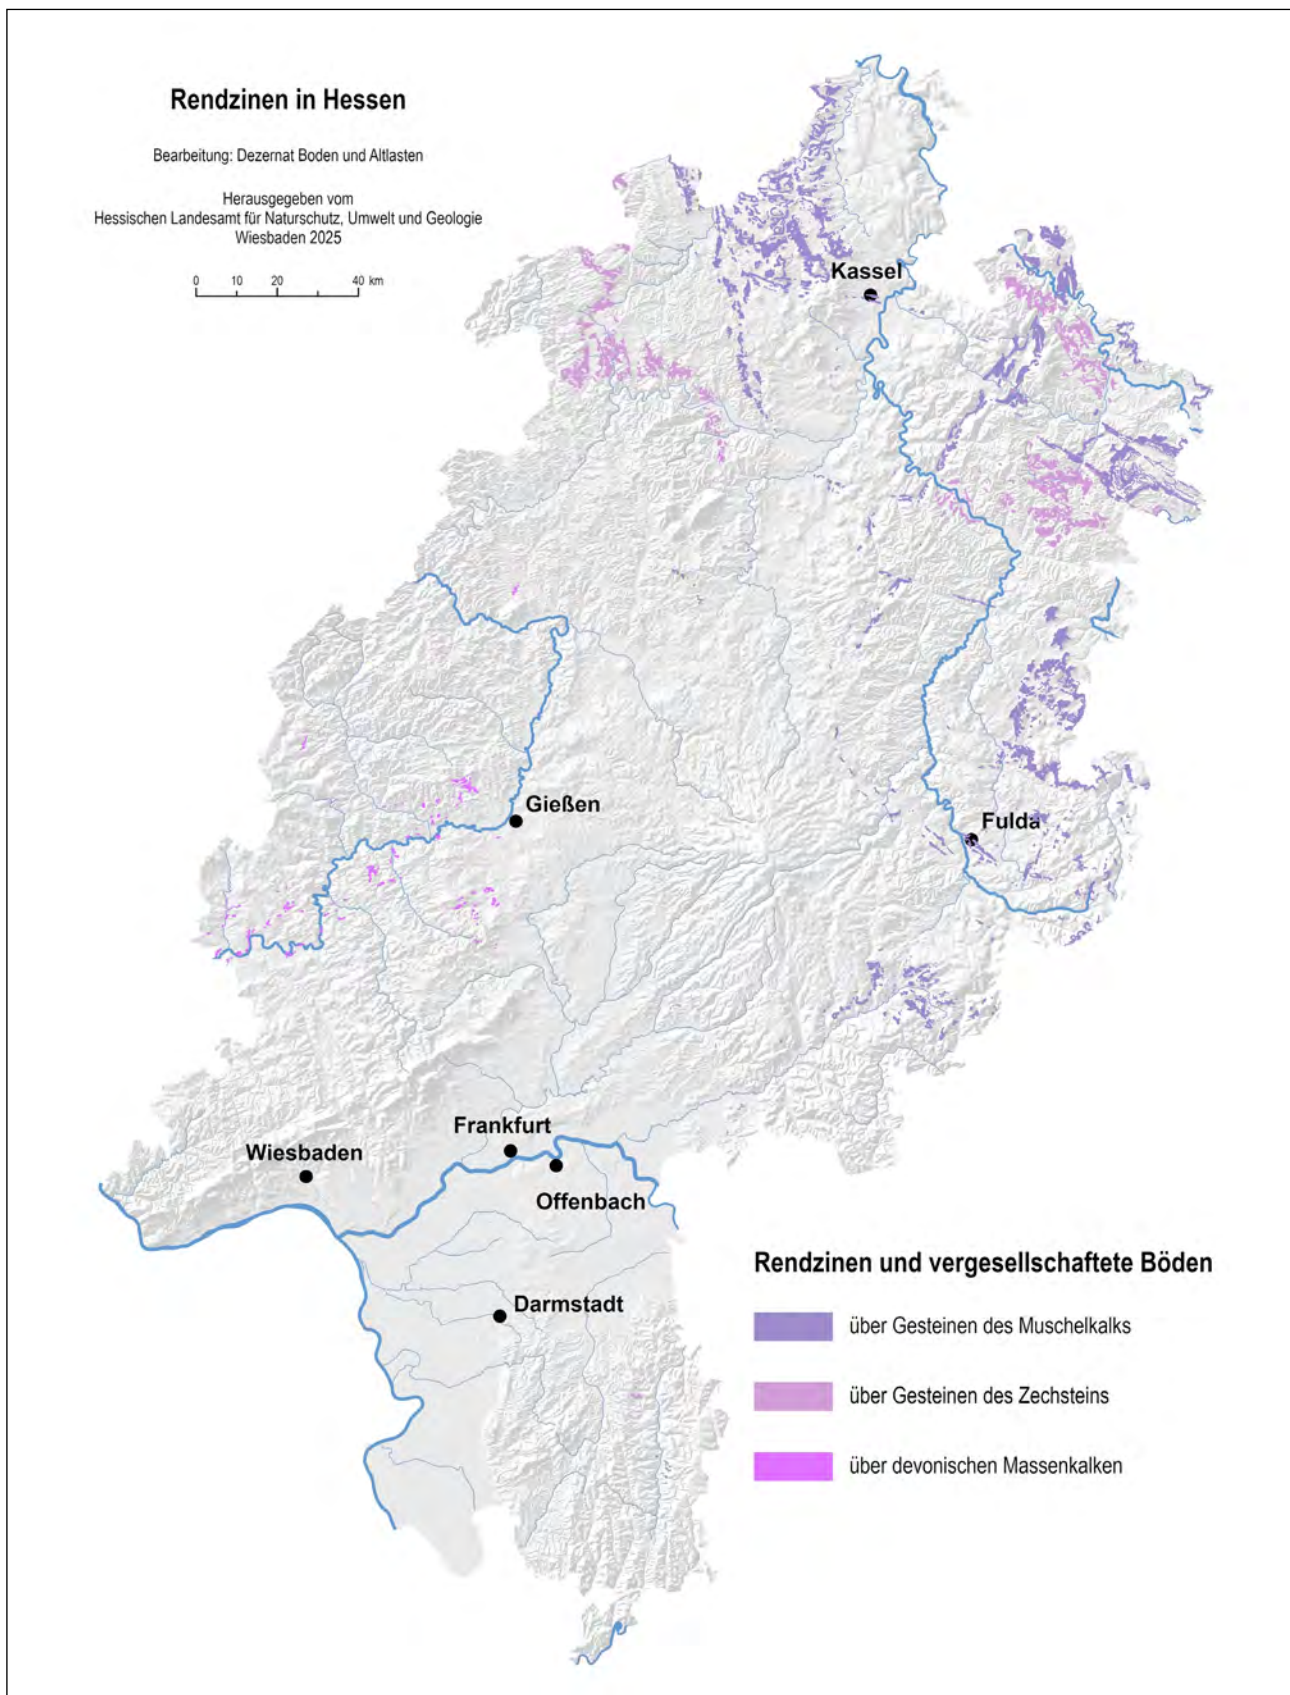 Rendzinen in Hessen
Bearbeitung: Dezernat Boden und Altlasten
Herausgegeben vom
Hessischen Landesamt für Naturschutz, Umwelt und Geologie
Wiesbaden 2025
0 10 20 40 km
Kassel
Gießen
Fulda
Frankfurt
Wiesbaden
Offenbach
Darmstadt
Rendzinen und vergesellschaftete Böden
über Gesteinen des Muschelkalks
über Gesteinen des Zechsteins
über devonischen Massenkalken